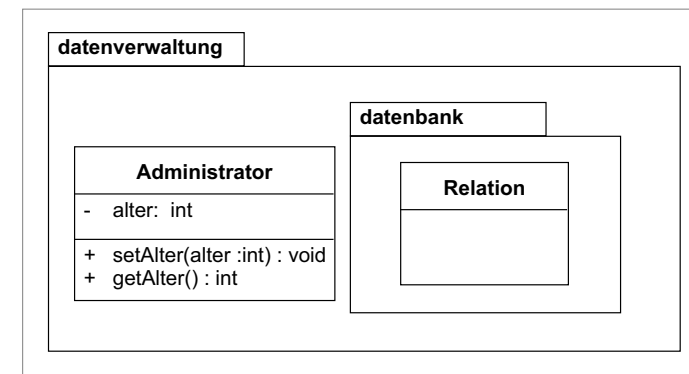 datenverwaltung
datenbank
Administrator
- alter: int
+ setAlter(alter :int) : void
+ getAlter() : int
Relation